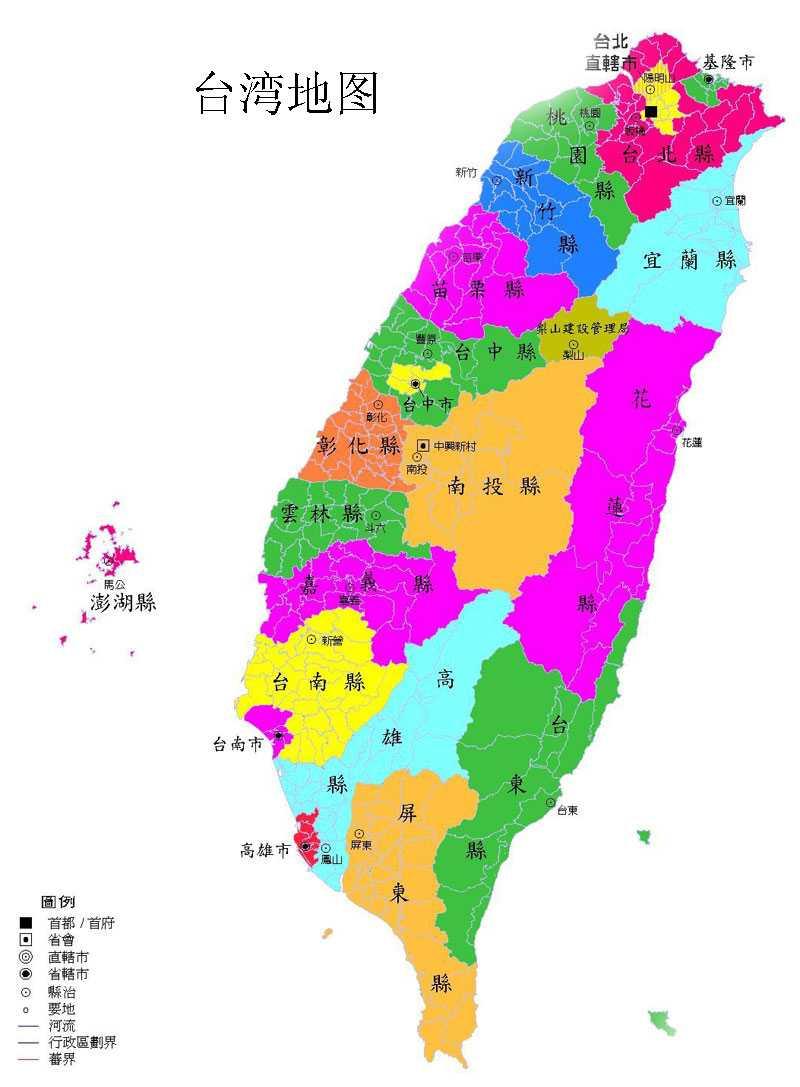 台湾地图
台北
直轄市
基隆市
陽明山
桃園
桃園縣
板橋
台北縣
新竹
新竹縣
宜蘭
宜蘭縣
苗栗
苗栗縣
梨山建設管理局
梨山
豐原
台中縣
台中市
花蓮縣
花蓮
彰化
彰化縣
中興新村
南投
南投縣
雲林縣
斗六
馬公
澎湖縣
嘉義縣
嘉義
新營
台南縣
台南市
高雄縣
台東縣
台東
高雄市
鳳山
屏東
屏東縣
圖例
首都/首府
省會
直轄市
省轄市
縣治
要地
河流
行政區劃界
蕃界